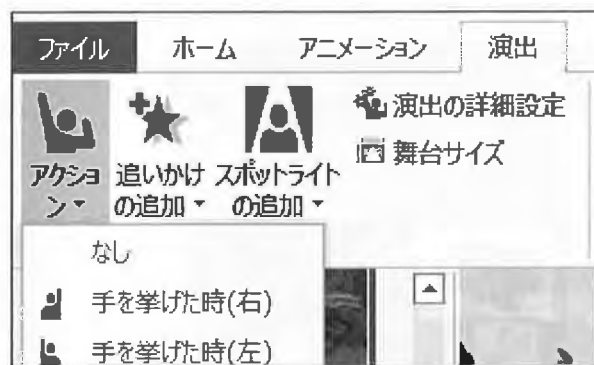 ファイル
ホーム
アニメーション
演出
アクショ
ン
追いかけ
の追加
スポットライト
の追加
演出の詳細設定
舞台サイズ
なし
手を挙げた時(右)
手を挙げた時(左)